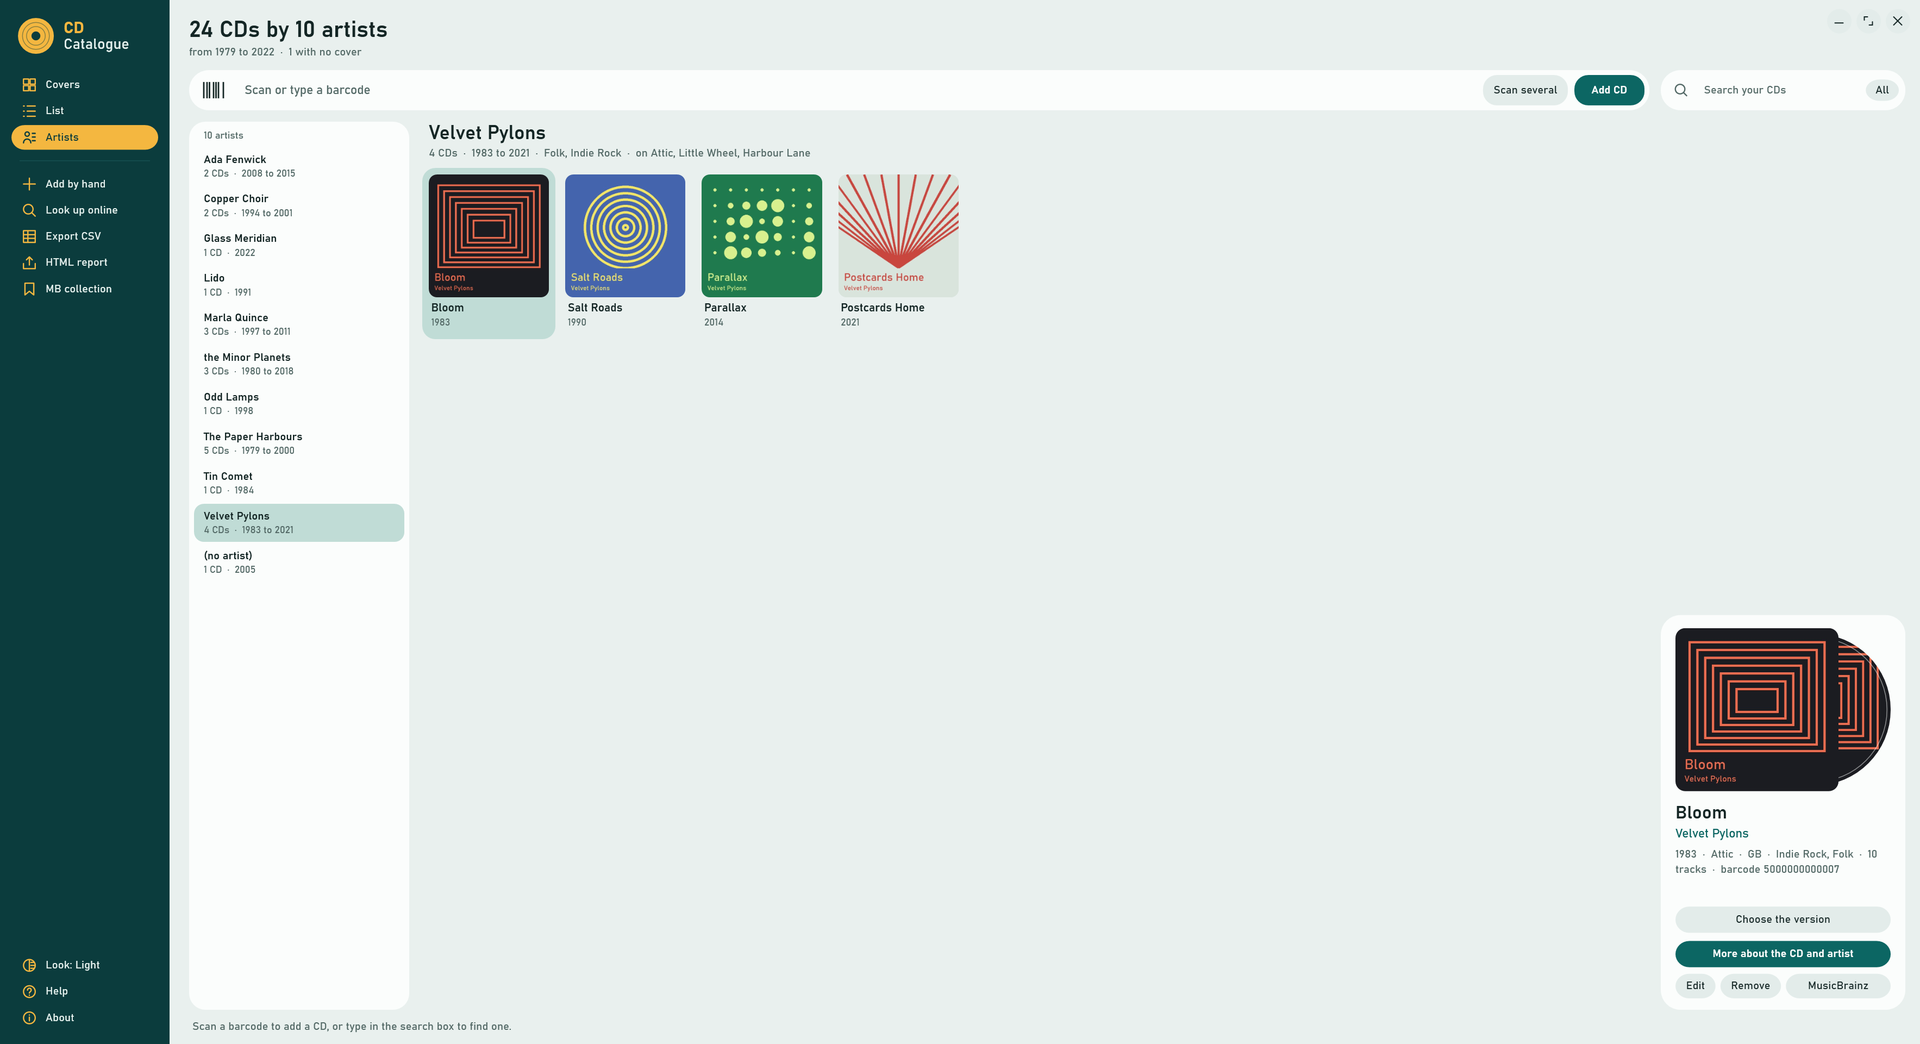 CD
Catalogue
Covers
List
Artists
Add by hand
Look up online
Export CSV
HTML report
MB collection
Look: Light
Help
About
24 CDs by 10 artists
from 1979 to 2022 · 1 with no cover
Scan or type a barcode
Scan several
Add CD
Search your CDs
All
10 artists
Ada Fenwick
2 CDs · 2008 to 2015
Copper Choir
2 CDs · 1994 to 2001
Glass Meridian
1 CD · 2022
Lido
1 CD · 1991
Marla Quince
3 CDs · 1997 to 2011
the Minor Planets
3 CDs · 1980 to 2018
Odd Lamps
1 CD · 1998
The Paper Harbours
5 CDs · 1979 to 2000
Tin Comet
1 CD · 1984
Velvet Pylons
4 CDs · 1983 to 2021
(no artist)
1 CD · 2005
Velvet Pylons
4 CDs · 1983 to 2021 · Folk, Indie Rock · on Attic, Little Wheel, Harbour Lane
Bloom
Velvet Pylons
Bloom
1983
Salt Roads
Velvet Pylons
Salt Roads
1990
Parallax
Velvet Pylons
Parallax
2014
Postcards Home
Velvet Pylons
Postcards Home
2021
Bloom
Velvet Pylons
Bloom
Velvet Pylons
1983 · Attic · GB · Indie Rock, Folk · 10
tracks · barcode 5000000000007
Choose the version
More about the CD and artist
Edit
Remove
MusicBrainz
Scan a barcode to add a CD, or type in the search box to find one.